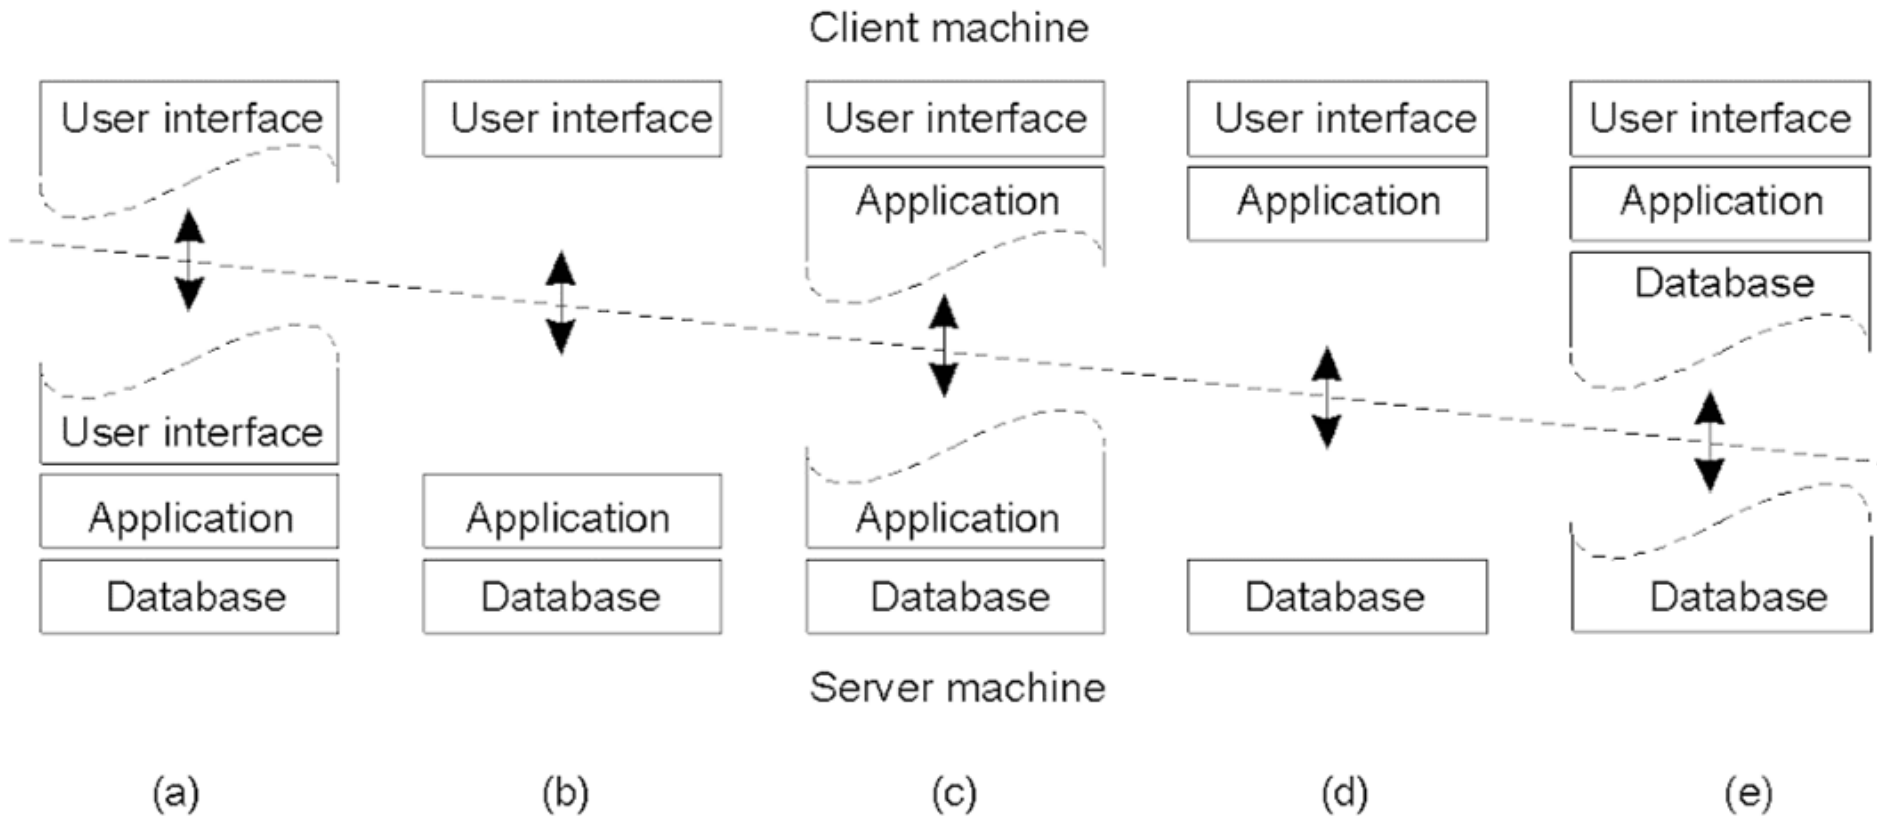 Client machine
User interface User interface User interface User interface User interface
Application Application Application
Database
User interface
Application Application Application
Database Database Database Database Database
Server machine
(a) (b) (c) (d) (e)